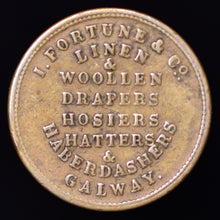 I. FORTUNE & Co.
LINEN
&
WOOLLEN
DRAPERS
HOSIERS
HATTERS
&
HABERDASHERS
GALWAY.